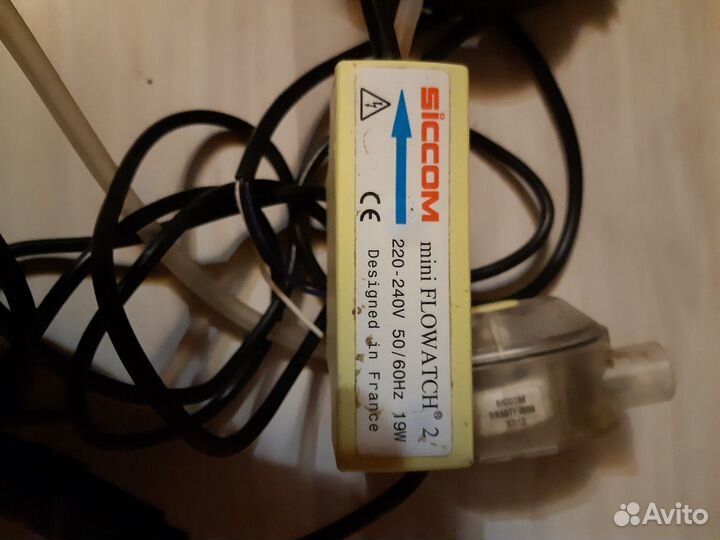 SiCCOM
mini FLOWATCH® 2
220-240V 50/60Hz 19W
CE Designed in France
SICCOM
Avito